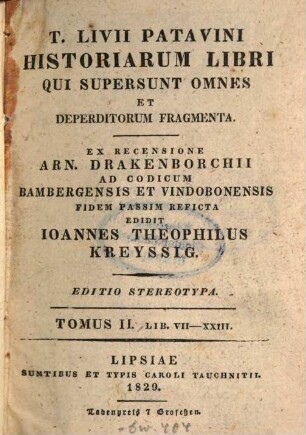 T. LIVII PATAVINI
HISTORIARUM LIBRI
QUI SUPERSUNT OMNES
ET
DEPERDITORUM FRAGMENTA.
EX RECENSIONE
ARN. DRAKENBORCHII
AD CODICUM
BAMBERGENSIS ET VINDOBONENSIS
FIDEM PASSIM REFICTA
EDIDIT
IOANNES THEOPHILUS
KREYSSIG.
EDITIO STEREOTYPA.
TOMUS II. LIB. VII—XXIII.
LIPSIAE
SUMTIBUS ET TYPIS CAROLI TAUCHNITII.
1829.
Ladenpreis 7 Groschen.